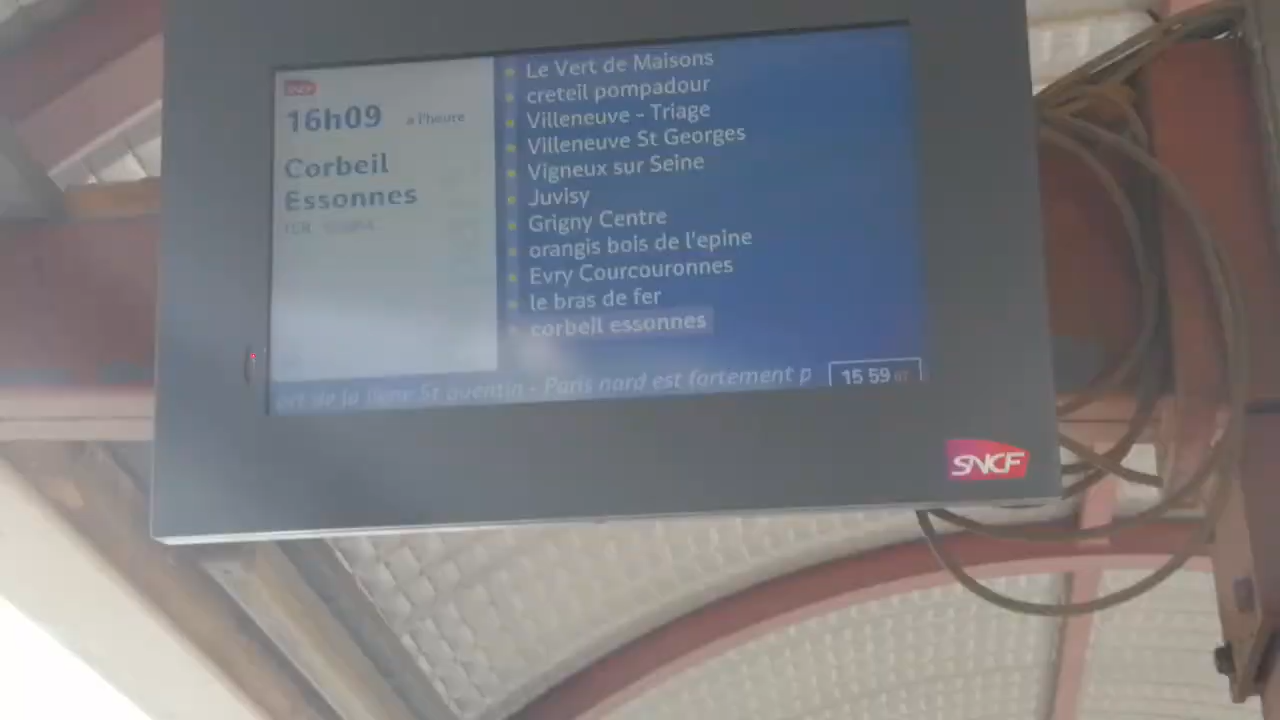 SNCF
16h09 à l'heure
Corbeil
Essonnes
Le Vert de Maisons
creteil pompadour
Villeneuve - Triage
Villeneuve St Georges
Vigneux sur Seine
Juvisy
Grigny Centre
orangis bois de l'epine
Evry Courcouronnes
le bras de fer
corbeil essonnes
de la ligne St quentin - Paris nord est fortement p
15 59
SNCF